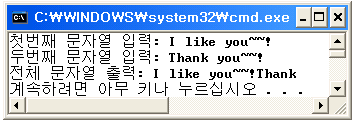 C:\WINDOWS\system32\cmd.exe
첫번째 문자열 입력: I like you~~!
두번째 문자열 입력: Thank you~~!
전체 문자열 출력: I like you~~!Thank
계속하려면 아무 키나 누르십시오 . . .